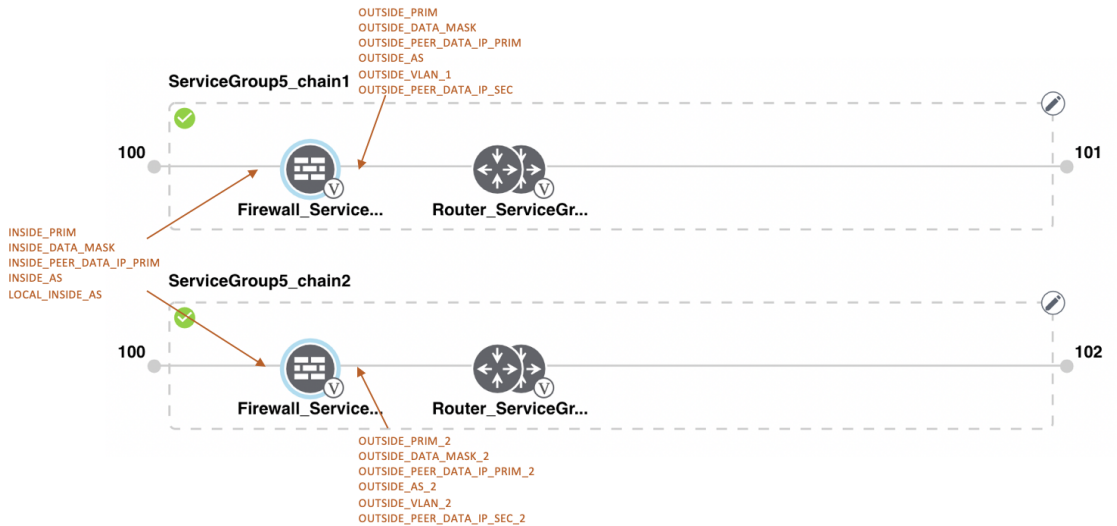 OUTSIDE_PRIM
OUTSIDE_DATA_MASK
OUTSIDE_PEER_DATA_IP_PRIM
OUTSIDE_AS
OUTSIDE_VLAN_1
OUTSIDE_PEER_DATA_IP_SEC
ServiceGroup5_chain1
100
101
V
V
Firewall_Service...
Router_ServiceGr...
INSIDE_PRIM
INSIDE_DATA_MASK
INSIDE_PEER_DATA_IP_PRIM
INSIDE_AS
LOCAL_INSIDE_AS
ServiceGroup5_chain2
100
102
V
V
Firewall_Service...
Router_ServiceGr...
OUTSIDE_PRIM_2
OUTSIDE_DATA_MASK_2
OUTSIDE_PEER_DATA_IP_PRIM_2
OUTSIDE_AS_2
OUTSIDE_VLAN_2
OUTSIDE_PEER_DATA_IP_SEC_2